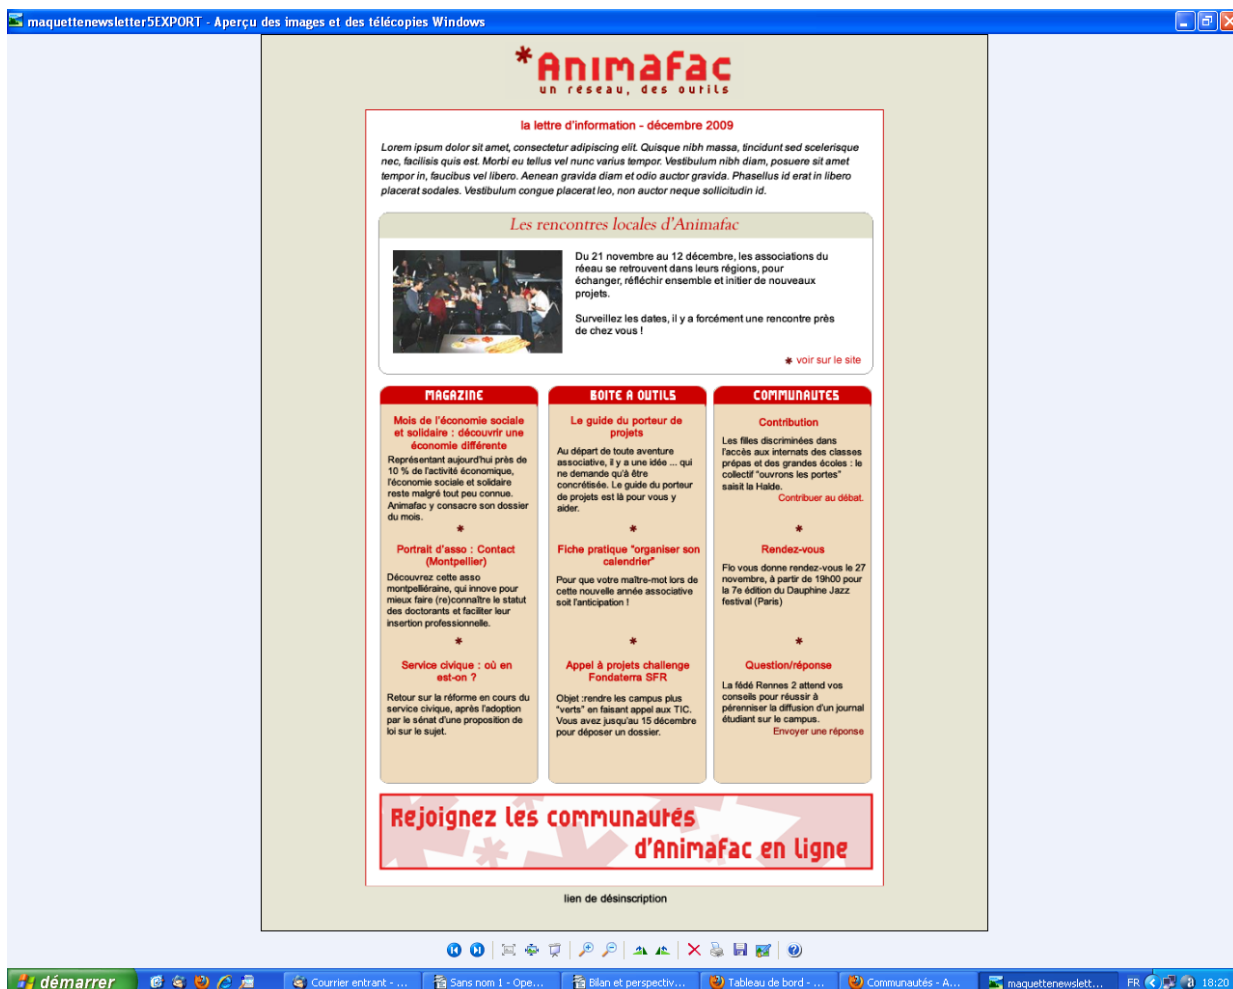 maquettenewsletter5EXPORT - Aperçu des images et des télécopies Windows
*Animafac
un réseau, des outils
la lettre d'information - décembre 2009
Lorem ipsum dolor sit amet, consectetur adipiscing elit. Quisque nibh massa, tincidunt sed scelerisque
nec, facilisis quis est. Morbi eu tellus vel nunc varius tempor. Vestibulum nibh diam, posuere sit amet
tempor in, faucibus vel libero. Aenean gravida diam et odio auctor gravida. Phasellus id erat in libero
placerat sodales. Vestibulum congue placerat leo, non auctor neque sollicitudin id.
Les rencontres locales d'Animafac
Du 21 novembre au 12 décembre, les associations du
réeau se retrouvent dans leurs régions, pour
échanger, réfléchir ensemble et initier de nouveaux
projets.
Surveillez les dates, il y a forcément une rencontre près
de chez vous !
* voir sur le site
MAGAZINE
Mois de l'économie sociale
et solidaire : découvrir une
économie différente
Représentant aujourd'hui près de
10 % de l'activité économique,
l'économie sociale et solidaire
reste malgré tout peu connue.
Animafac y consacre son dossier
du mois.
*
Portrait d'asso : Contact
(Montpellier)
Découvrez cette asso
montpelliéraine, qui innove pour
mieux faire (re)connaître le statut
des doctorants et faciliter leur
insertion professionnelle.
*
Service civique : où en
est-on ?
Retour sur la réforme en cours du
service civique, après l'adoption
par le sénat d'une proposition de
loi sur le sujet.
BOITE A OUTILS
Le guide du porteur de
projets
Au départ de toute aventure
associative, il y a une idée ... qui
ne demande qu'à être
concrétisée. Le guide du porteur
de projets est là pour vous y
aider.
*
Fiche pratique "organiser son
calendrier"
Pour que votre maître-mot lors de
cette nouvelle année associative
soit l'anticipation !
*
Appel à projets challenge
Fondaterra SFR
Objet :rendre les campus plus
"verts" en faisant appel aux TIC.
Vous avez jusqu'au 15 décembre
pour déposer un dossier.
COMMUNAUTES
Contribution
Les filles discriminées dans
l'accès aux internats des classes
prépas et des grandes écoles : le
collectif "ouvrons les portes"
saisit la Halde.
Contribuer au débat.
*
Rendez-vous
Flo vous donne rendez-vous le 27
novembre, à partir de 19h00 pour
la 7e édition du Dauphine Jazz
festival (Paris)
*
Question/réponse
La fédé Rennes 2 attend vos
conseils pour réussir à
pérenniser la diffusion d'un journal
étudiant sur le campus.
Envoyer une réponse
Rejoignez les communautés
d'Animafac en ligne
lien de désinscription
démarrer
Courrier entrant - ...
Sans nom 1 - Ope...
Bilan et perspectiv...
Tableau de bord - ...
Communautés - A...
maquettenewslett...
FR
18:20